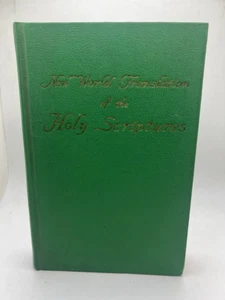 New World Translation
of the
Holy Scriptures